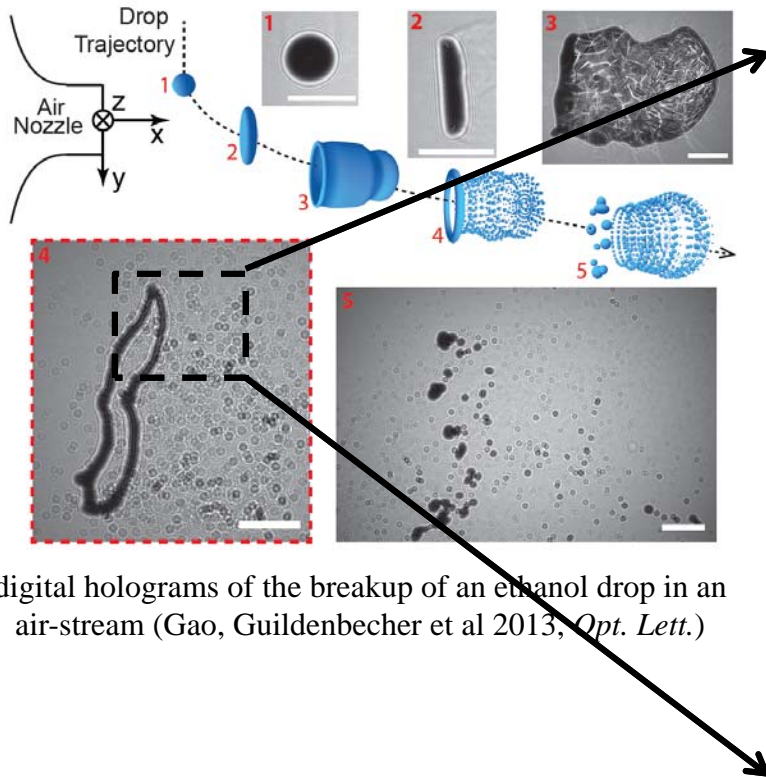 Drop
Trajectory
Air
Nozzle
z
x
y
1
2
3
4
5
1
2
3
4
5
digital holograms of the breakup of an ethanol drop in an
air-stream (Gao, Guildenbecher et al 2013, Opt. Lett.)